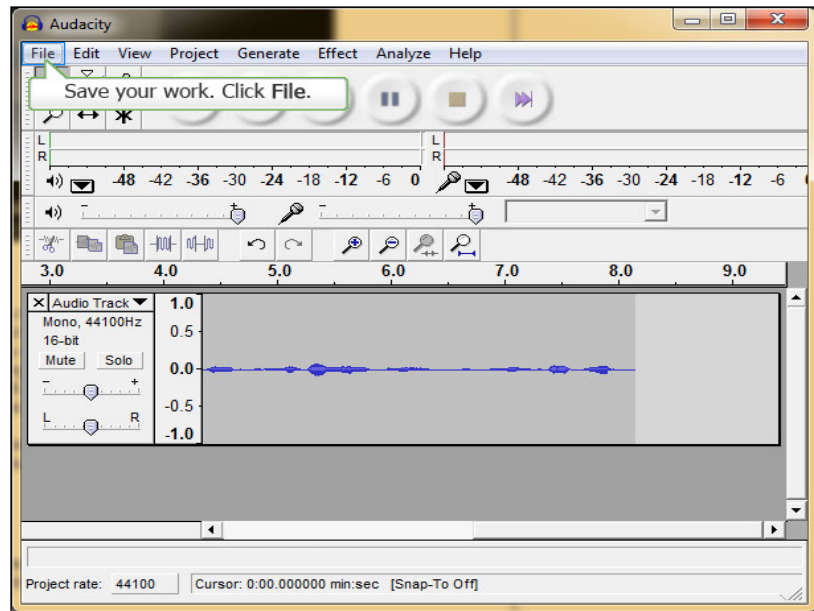 Audacity
File Edit View Project Generate Effect Analyze Help
Save your work. Click File.
L
R
L
R
-48 -42 -36 -30 -24 -18 -12 -6 0
-48 -42 -36 -30 -24 -18 -12 -6
- +
- +
3.0 4.0 5.0 6.0 7.0 8.0 9.0
X Audio Track
Mono, 44100Hz
16-bit
Mute Solo
- +
L R
1.0
0.5
0.0
-0.5
-1.0
Project rate: 44100 Cursor: 0:00.000000 min:sec [Snap-To Off]